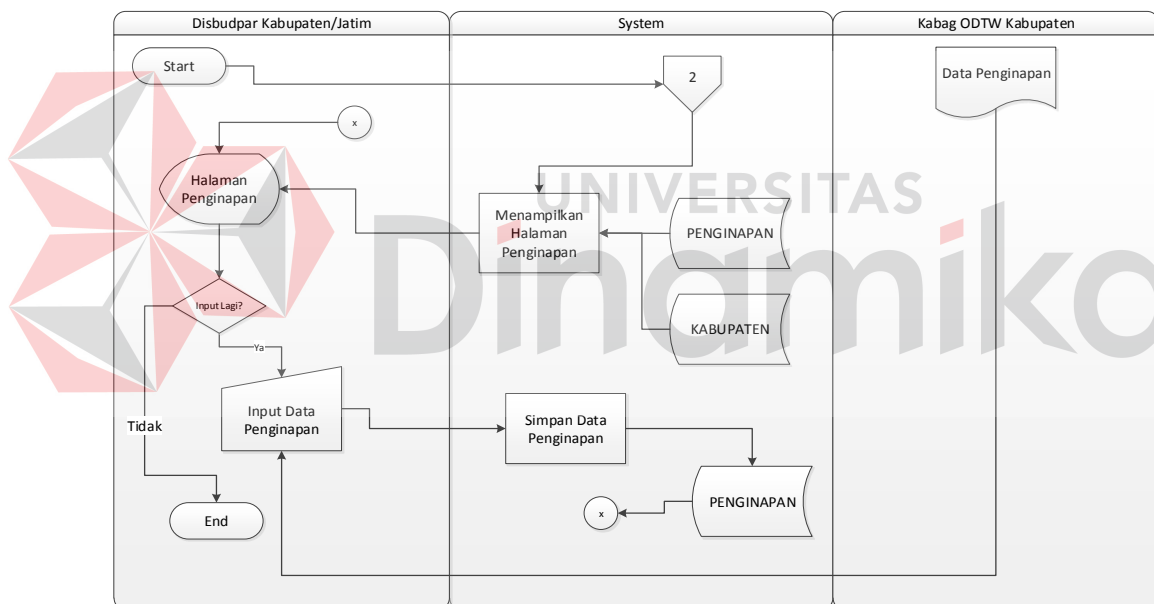 Disbudpar Kabupaten/Jatim
System
Kabag ODTW Kabupaten
Start
2
Data Penginapan
x
Halaman
Penginapan
UNIVERSITAS
Dinamika
Menampilkan
Halaman
Penginapan
PENGINAPAN
Input Lagi?
KABUPATEN
Ya
Input Data
Penginapan
Simpan Data
Penginapan
Tidak
PENGINAPAN
x
End